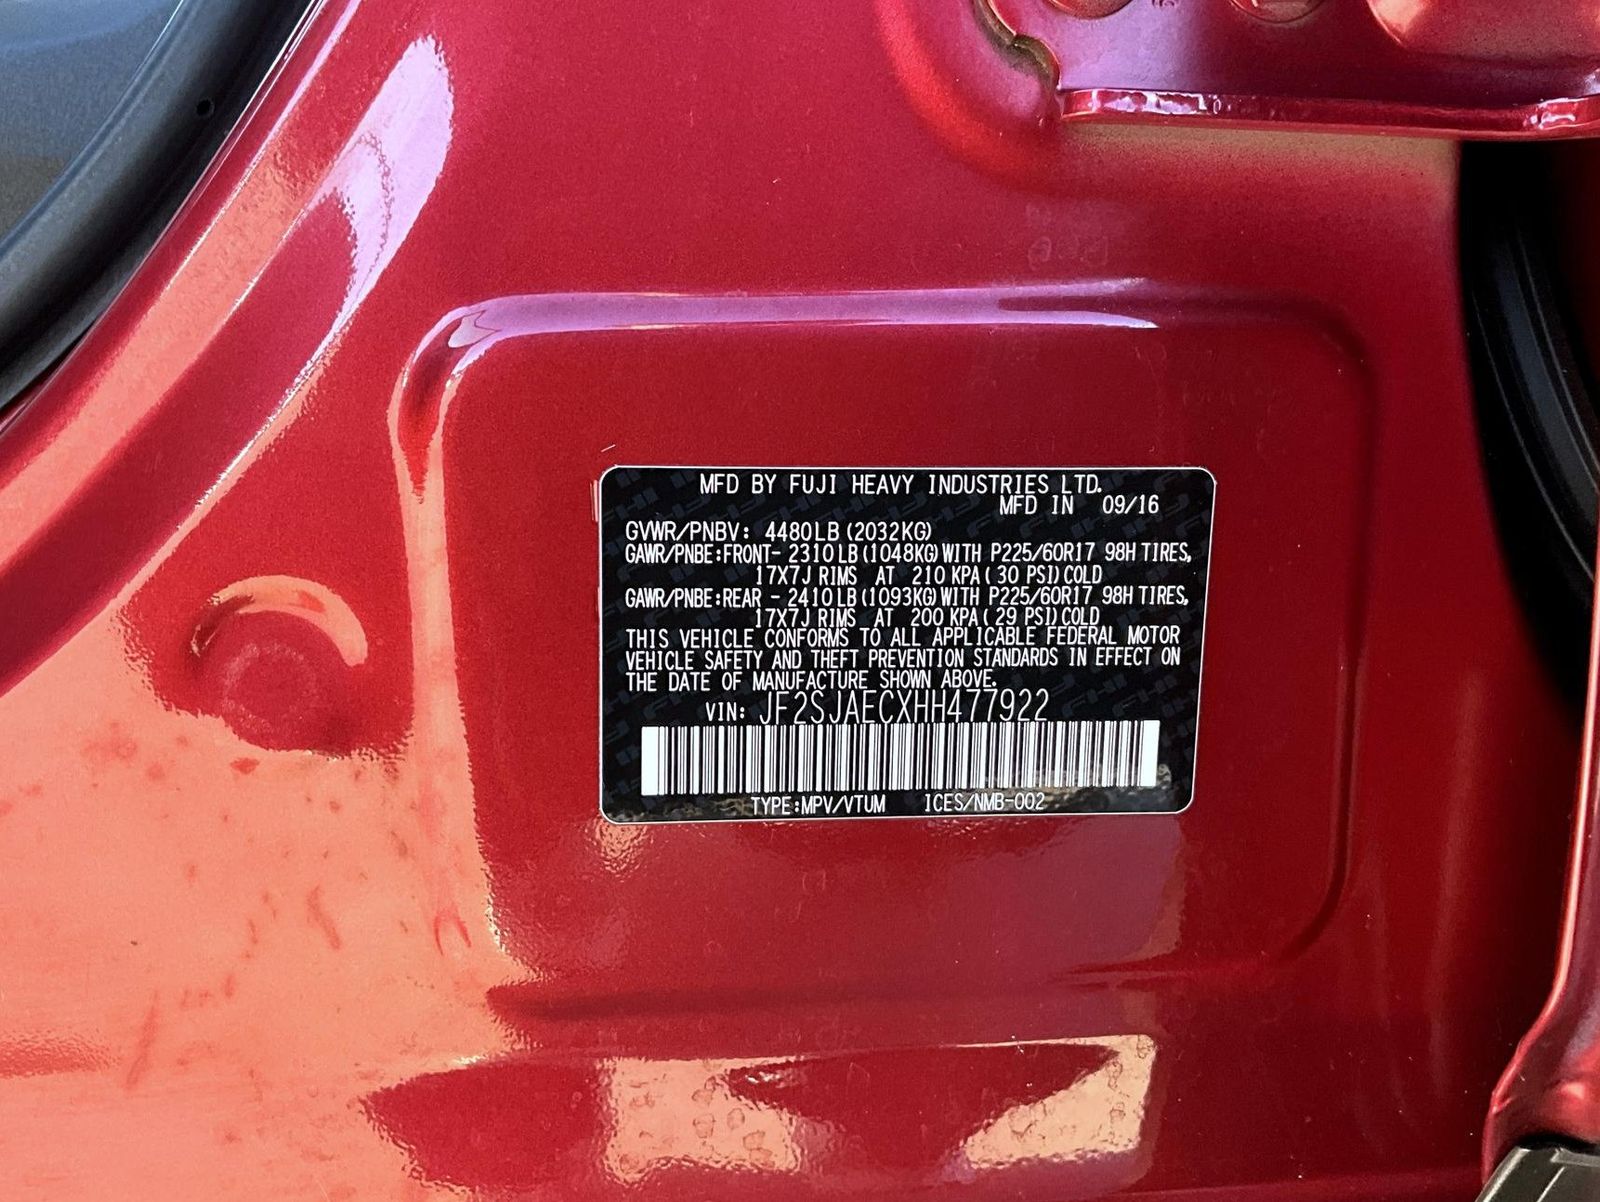 MFD BY FUJI HEAVY INDUSTRIES LTD.
MFD IN 09/16
GVWR/PNBV: 4480LB (2032KG)
GAWR/PNBE:FRONT- 2310LB (1048KG) WITH P225/60R17 98H TIRES,
17X7J RIMS AT 210 KPA ( 30 PSI) COLD
GAWR/PNBE:REAR - 2410LB (1093KG) WITH P225/60R17 98H TIRES,
17X7J RIMS AT 200 KPA ( 29 PSI) COLD
THIS VEHICLE CONFORMS TO ALL APPLICABLE FEDERAL MOTOR
VEHICLE SAFETY AND THEFT PREVENTION STANDARDS IN EFFECT ON
THE DATE OF MANUFACTURE SHOWN ABOVE.
VIN: JF2SJAECXHH477922
TYPE:MPV/VTUM ICES/NMB-002